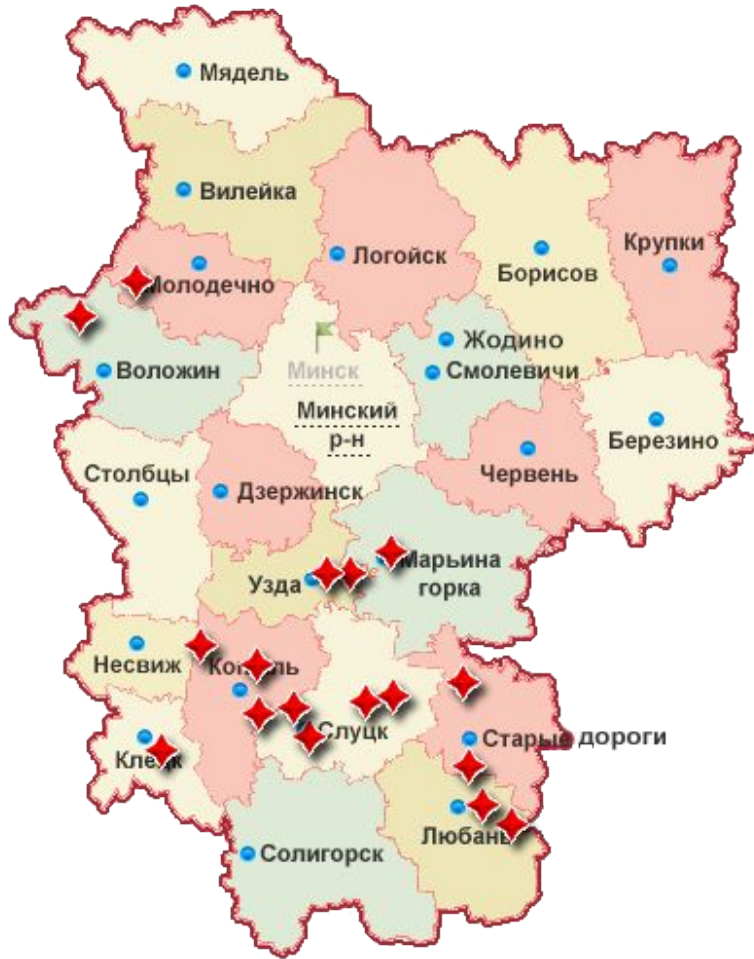 Мядель
Вилейка
Логойск
Крупки
Борисов
Молодечно
Жодино
Воложин
Минск
Смолевичи
Минский
р-н
Березино
Столбцы
Червень
Дзержинск
Марьина
горка
Узда
Несвиж
Копыль
Слуцк
Старые дороги
Клецк
Любань
Солигорск